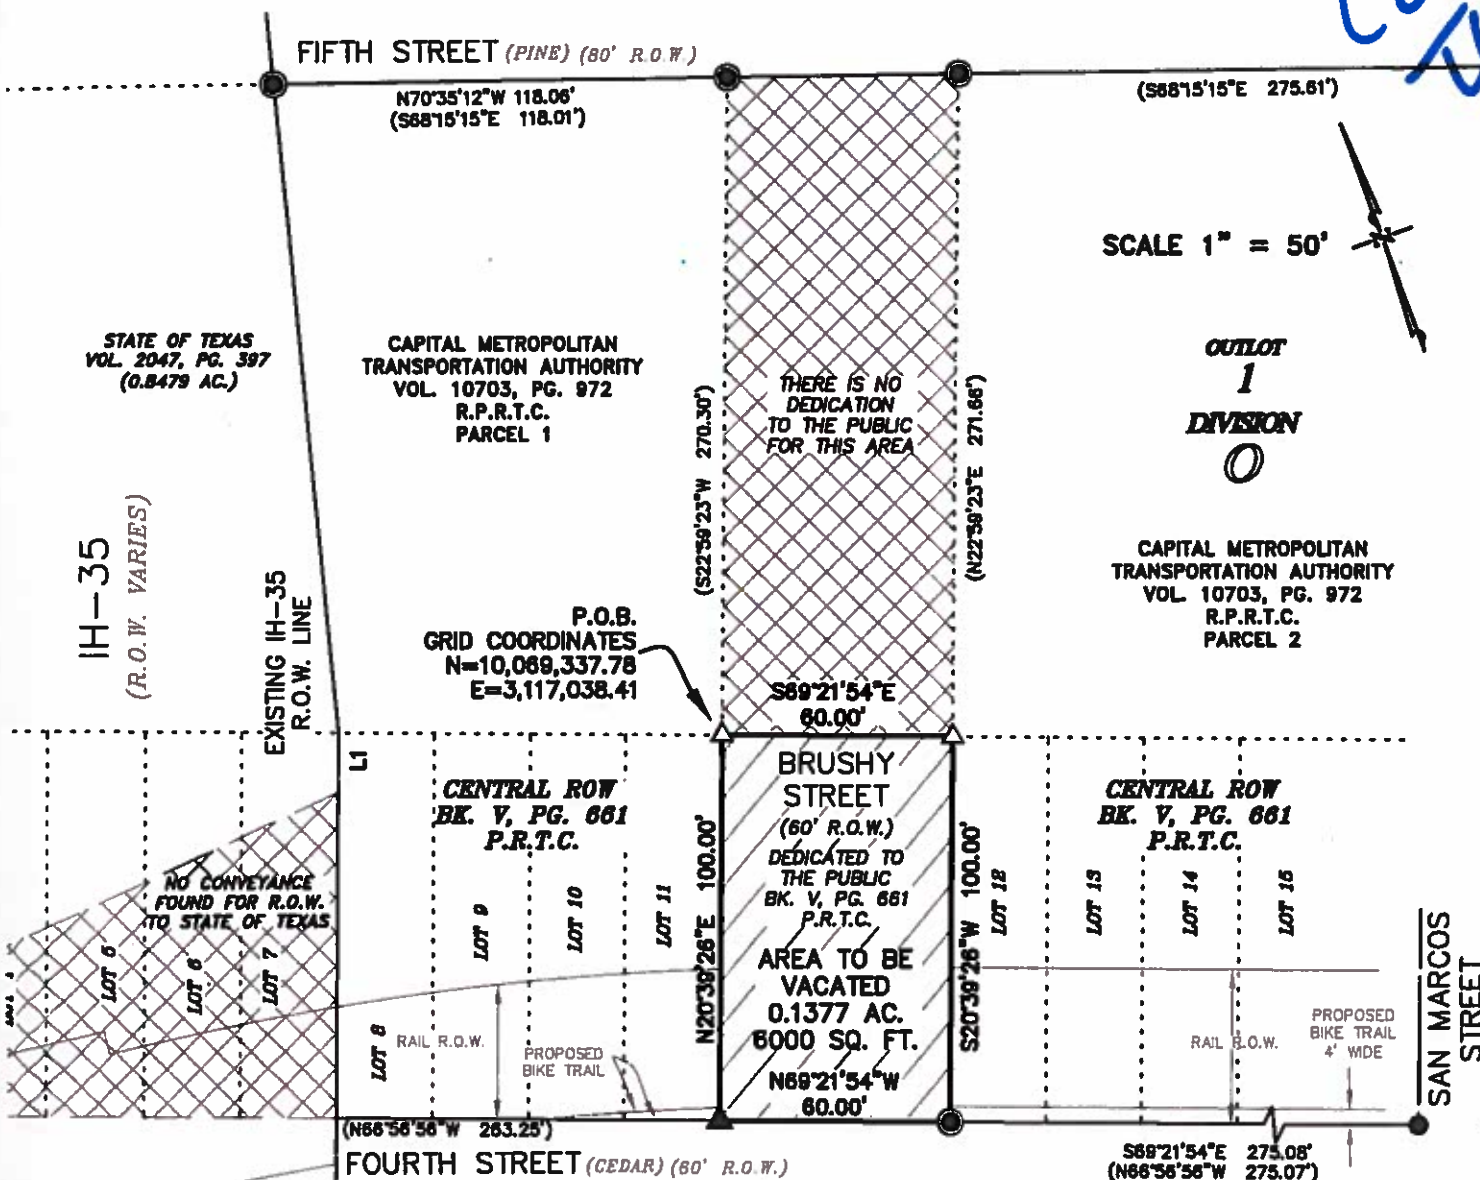 FIFTH STREET (PINE) (80' R.O.W.)
N70°35'12"W 118.06'
(S68°15'15"E 118.01')
(S68°15'15"E 275.61')
SCALE 1" = 50'
STATE OF TEXAS
VOL. 2047, PG. 397
(0.8479 AC.)
CAPITAL METROPOLITAN
TRANSPORTATION AUTHORITY
VOL. 10703, PG. 972
R.P.R.T.C.
PARCEL 1
THERE IS NO
DEDICATION
TO THE PUBLIC
FOR THIS AREA
OUTLOT
1
DIVISION
O
(S22°59'23"W 270.30')
(N22°59'23"E 271.66')
CAPITAL METROPOLITAN
TRANSPORTATION AUTHORITY
VOL. 10703, PG. 972
R.P.R.T.C.
PARCEL 2
IH-35
(R.O.W. VARIES)
EXISTING IH-35
R.O.W. LINE
P.O.B.
GRID COORDINATES
N=10,069,337.78
E=3,117,038.41
S69°21'54"E
60.00'
L1
CENTRAL ROW
BK. V, PG. 661
P.R.T.C.
BRUSHY
STREET
(60' R.O.W.)
DEDICATED TO
THE PUBLIC
BK. V, PG. 661
P.R.T.C.
AREA TO BE
VACATED
0.1377 AC.
6000 SQ. FT.
N69°21'54"W
60.00'
N20°39'26"E 100.00'
S20°39'26"W 100.00'
CENTRAL ROW
BK. V, PG. 661
P.R.T.C.
NO CONVEYANCE
FOUND FOR R.O.W.
TO STATE OF TEXAS
LOT 5
LOT 6
LOT 7
LOT 8
LOT 9
LOT 10
LOT 11
LOT 12
LOT 13
LOT 14
LOT 15
RAIL R.O.W.
PROPOSED
BIKE TRAIL
RAIL R.O.W.
PROPOSED
BIKE TRAIL
4' WIDE
SAN MARCOS
STREET
(N66°56'56"W 263.25')
FOURTH STREET (CEDAR) (60' R.O.W.)
S69°21'54"E 275.08'
(N66°56'56"W 275.07')